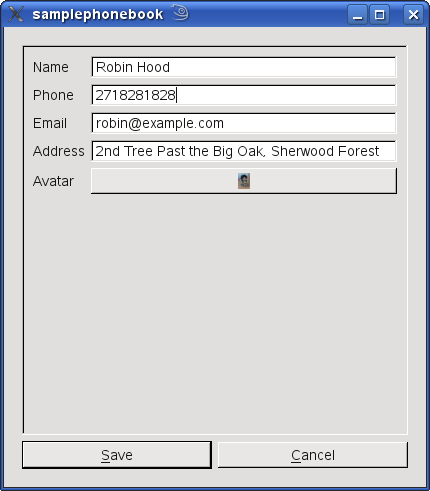 samplephonebook
Name Robin Hood
Phone 2718281828
Email robin@example.com
Address 2nd Tree Past the Big Oak, Sherwood Forest
Avatar
Save Cancel